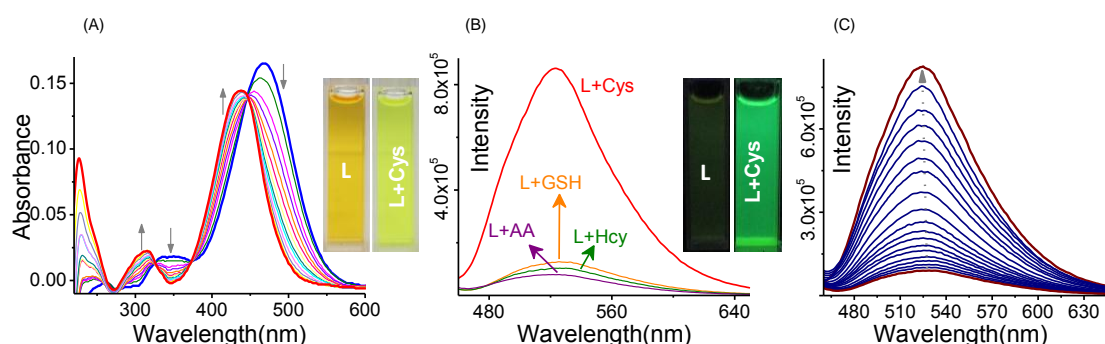 (A)
Absorbance
0.15
0.10
0.05
0.00
300
400
500
600
Wavelength(nm)
L
L+Cys
(B)
Intensity
8.0x10⁵
4.0x10⁵
L+Cys
L+GSH
L+AA
L+Hcy
480
560
640
Wavelength(nm)
L
L+Cys
(C)
Intensity
9.0x10⁵
6.0x10⁵
3.0x10⁵
480
510
540
570
600
630
Wavelength(nm)